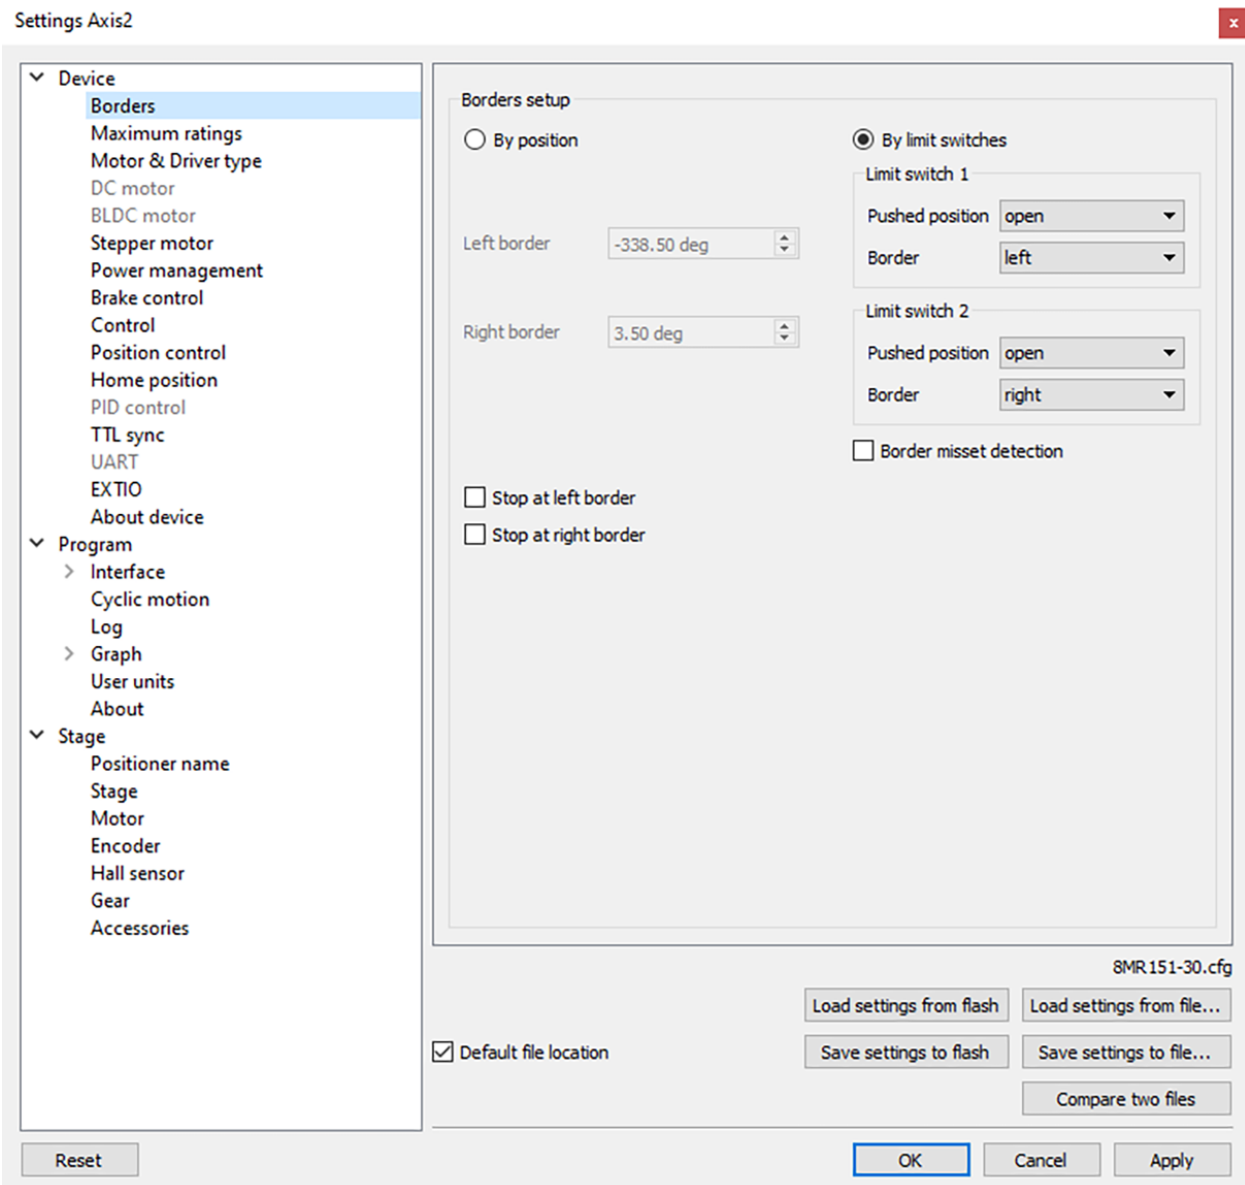 Settings Axis2
x
Device
Borders
Maximum ratings
Motor & Driver type
DC motor
BLDC motor
Stepper motor
Power management
Brake control
Control
Position control
Home position
PID control
TTL sync
UART
EXTIO
About device
Program
Interface
Cyclic motion
Log
Graph
User units
About
Stage
Positioner name
Stage
Motor
Encoder
Hall sensor
Gear
Accessories
Borders setup
By position
By limit switches
Limit switch 1
Pushed position open
Left border -338.50 deg
Border left
Limit switch 2
Right border 3.50 deg
Pushed position open
Border right
Border misset detection
Stop at left border
Stop at right border
8MR151-30.cfg
Load settings from flash
Load settings from file...
Default file location
Save settings to flash
Save settings to file...
Compare two files
Reset
OK
Cancel
Apply